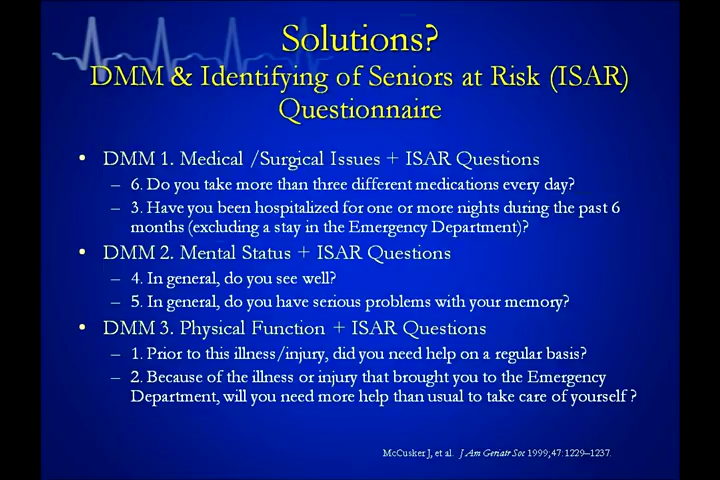 Solutions?
DMM & Identifying of Seniors at Risk (ISAR)
Questionnaire
• DMM 1. Medical /Surgical Issues + ISAR Questions
– 6. Do you take more than three different medications every day?
– 3. Have you been hospitalized for one or more nights during the past 6
months (excluding a stay in the Emergency Department)?
• DMM 2. Mental Status + ISAR Questions
– 4. In general, do you see well?
– 5. In general, do you have serious problems with your memory?
• DMM 3. Physical Function + ISAR Questions
– 1. Prior to this illness/injury, did you need help on a regular basis?
– 2. Because of the illness or injury that brought you to the Emergency
Department, will you need more help than usual to take care of yourself ?
McCusker J, et al. J Am Geriatr Soc 1999;47:1229–1237.